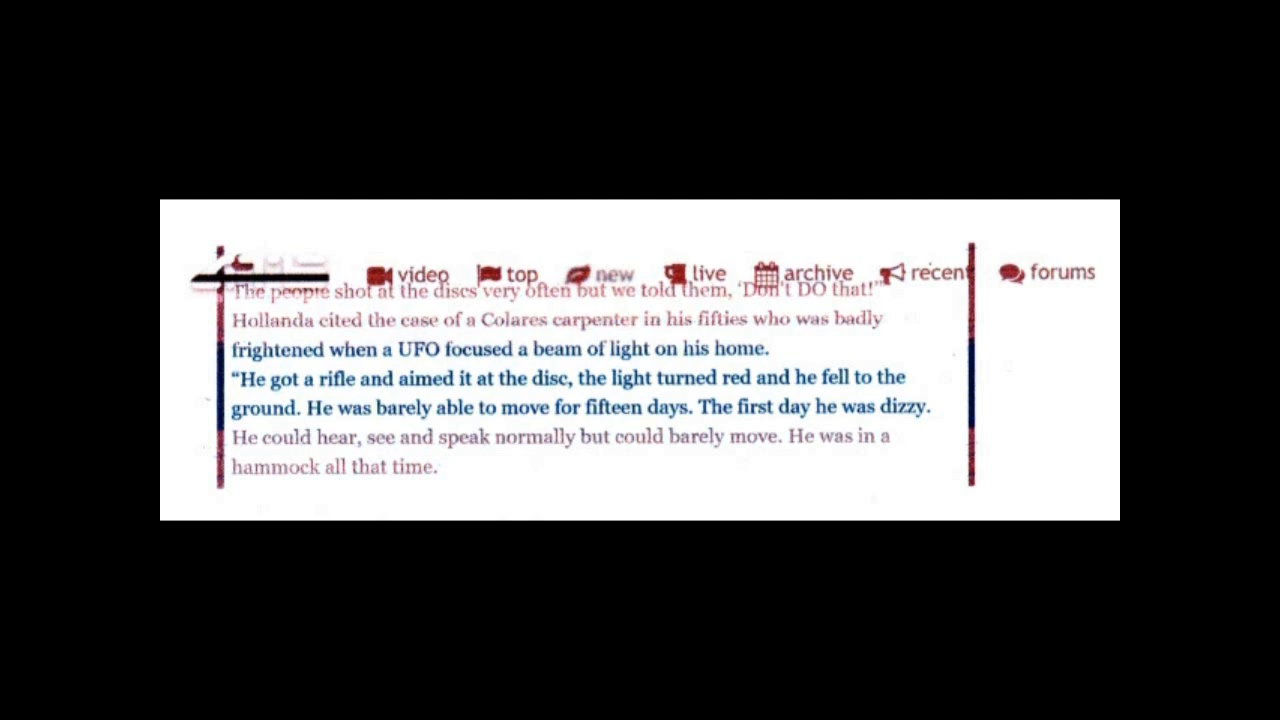 video top new live archive recent forums
The people shot at the discs very often but we told them, 'Don't DO that!"
Hollanda cited the case of a Colares carpenter in his fifties who was badly
frightened when a UFO focused a beam of light on his home.
“He got a rifle and aimed it at the disc, the light turned red and he fell to the
ground. He was barely able to move for fifteen days. The first day he was dizzy.
He could hear, see and speak normally but could barely move. He was in a
hammock all that time.